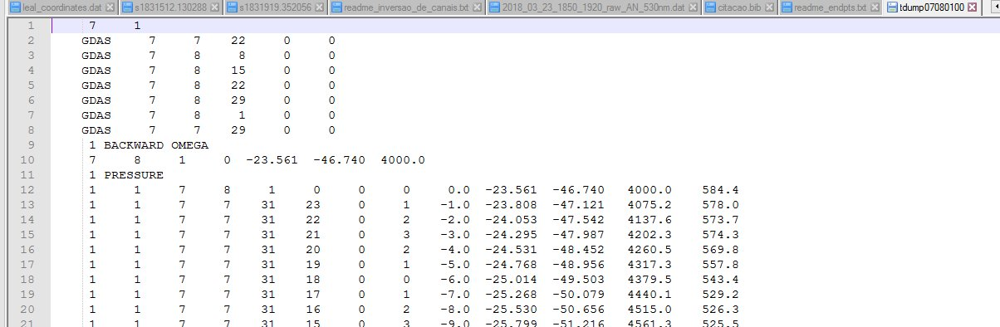 leal_coordinates.dat s1831512.130288 s1831919.352056 readme_inversao_de_canais.txt 2018_03_23_1850_1920_raw_AN_530nm.dat citacao.bib readme_endpts.txt tdump07080100
1 7 1
2 GDAS 7 7 22 0 0
3 GDAS 7 8 8 0 0
4 GDAS 7 8 15 0 0
5 GDAS 7 8 22 0 0
6 GDAS 7 8 29 0 0
7 GDAS 7 8 1 0 0
8 GDAS 7 7 29 0 0
9 1 BACKWARD OMEGA
10 7 8 1 0 -23.561 -46.740 4000.0
11 1 PRESSURE
12 1 1 7 8 1 0 0 0 0.0 -23.561 -46.740 4000.0 584.4
13 1 1 7 7 31 23 0 1 -1.0 -23.808 -47.121 4075.2 578.0
14 1 1 7 7 31 22 0 2 -2.0 -24.053 -47.542 4137.6 573.7
15 1 1 7 7 31 21 0 3 -3.0 -24.295 -47.987 4202.3 574.3
16 1 1 7 7 31 20 0 2 -4.0 -24.531 -48.452 4260.5 569.8
17 1 1 7 7 31 19 0 1 -5.0 -24.768 -48.956 4317.3 557.8
18 1 1 7 7 31 18 0 0 -6.0 -25.014 -49.503 4379.5 543.4
19 1 1 7 7 31 17 0 1 -7.0 -25.268 -50.079 4440.1 529.2
20 1 1 7 7 31 16 0 2 -8.0 -25.530 -50.656 4515.0 526.3
21 1 1 7 7 31 15 0 3 -9.0 -25.799 -51.216 4561.3 525.5